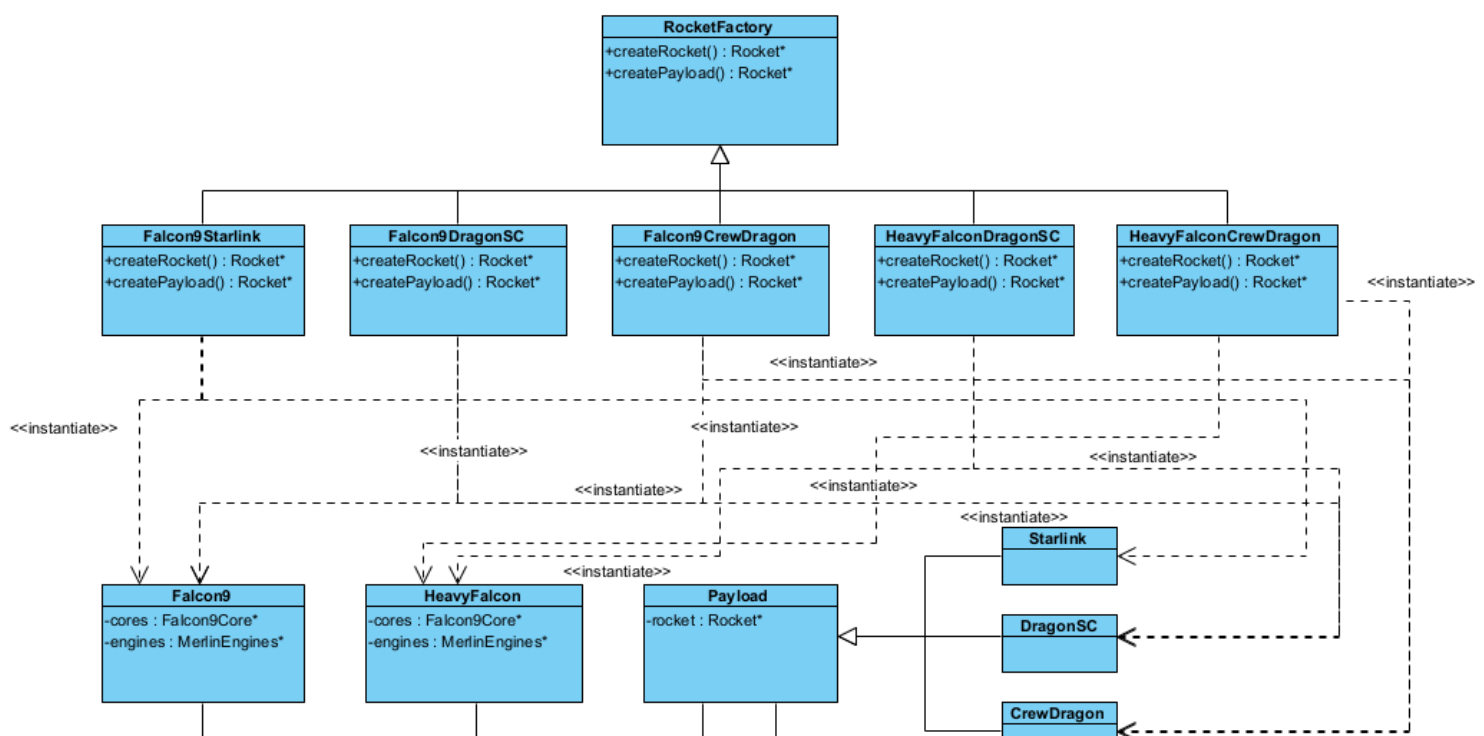 RocketFactory
+createRocket() : Rocket*
+createPayload() : Rocket*
Falcon9Starlink
+createRocket() : Rocket*
+createPayload() : Rocket*
Falcon9DragonSC
+createRocket() : Rocket*
+createPayload() : Rocket*
Falcon9CrewDragon
+createRocket() : Rocket*
+createPayload() : Rocket*
HeavyFalconDragonSC
+createRocket() : Rocket*
+createPayload() : Rocket*
HeavyFalconCrewDragon
+createRocket() : Rocket*
+createPayload() : Rocket*
<<instantiate>>
<<instantiate>>
<<instantiate>>
<<instantiate>>
<<instantiate>>
<<instantiate>>
<<instantiate>>
<<instantiate>>
<<instantiate>>
<<instantiate>>
Starlink
Falcon9
-cores : Falcon9Core*
-engines : MerlinEngines*
HeavyFalcon
-cores : Falcon9Core*
-engines : MerlinEngines*
Payload
-rocket : Rocket*
DragonSC
CrewDragon